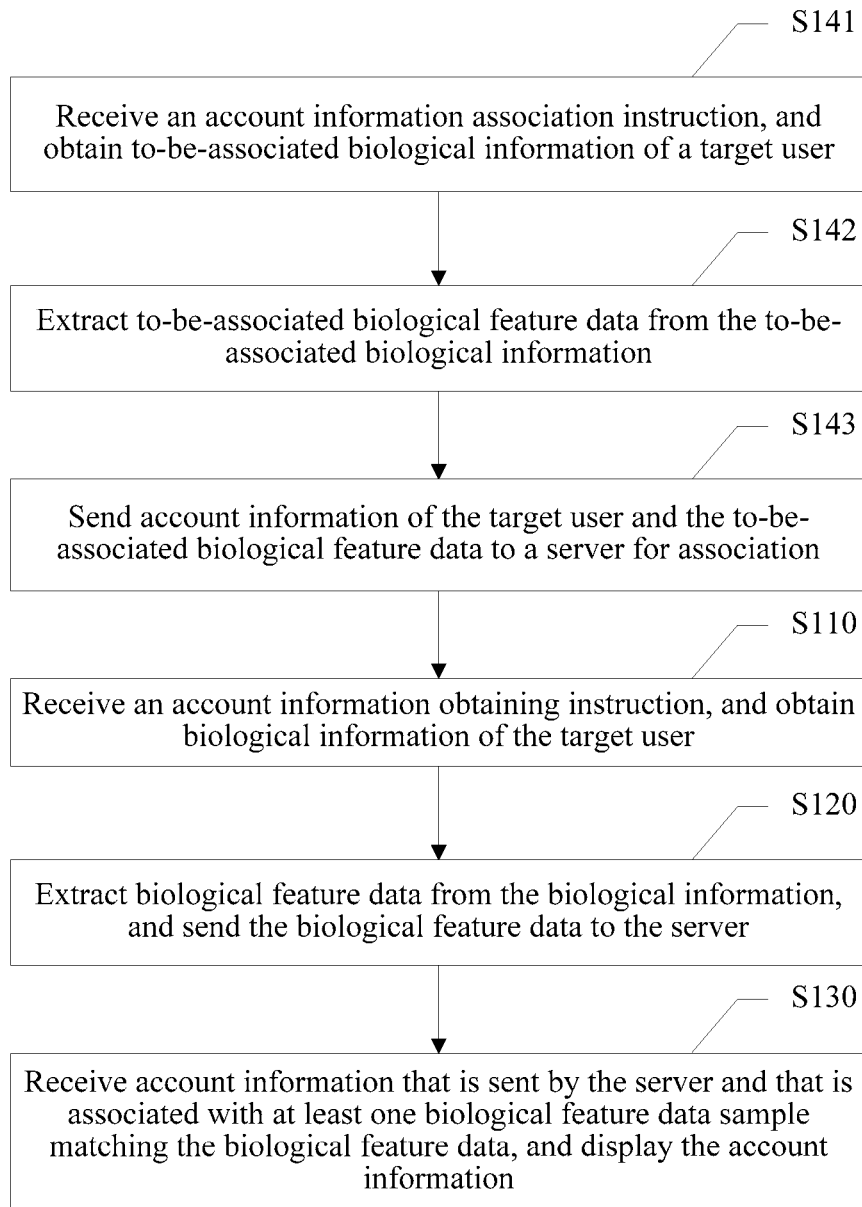 S141
Receive an account information association instruction, and
obtain to-be-associated biological information of a target user
S142
Extract to-be-associated biological feature data from the to-be-
associated biological information
S143
Send account information of the target user and the to-be-
associated biological feature data to a server for association
S110
Receive an account information obtaining instruction, and obtain
biological information of the target user
S120
Extract biological feature data from the biological information,
and send the biological feature data to the server
S130
Receive account information that is sent by the server and that is
associated with at least one biological feature data sample
matching the biological feature data, and display the account
information